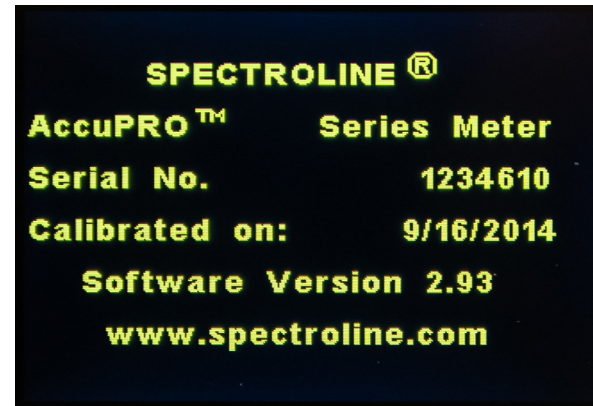 SPECTROLINE ®
AccuPRO™ Series Meter
Serial No. 1234610
Calibrated on: 9/16/2014
Software Version 2.93
www.spectroline.com